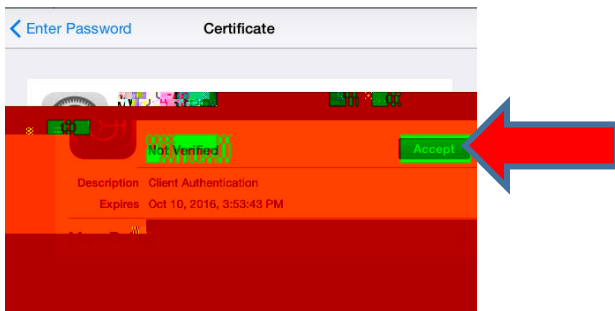 Enter Password Certificate
Not Verified Accept
Description Client Authentication
Expires Oct 10, 2016, 3:53:43 PM